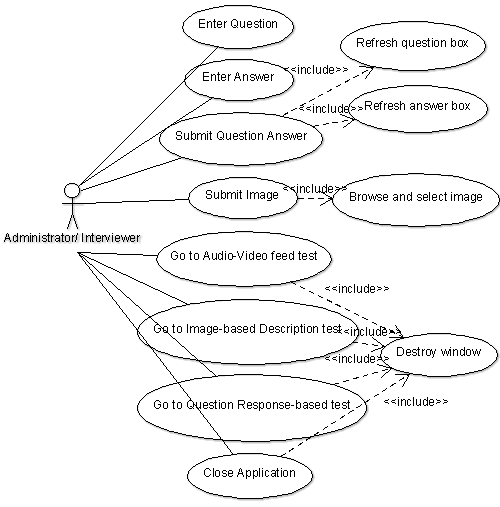 Enter Question
Refresh question box
<<include>>
Enter Answer
<<include>>
Refresh answer box
Submit Question Answer
Submit Image
<<include>>
Browse and select image
Administrator/ Interviewer
Go to Audio-Video feed test
<<include>>
Go to Image-based Description test
<<include>>
Destroy window
<<include>>
Go to Question Response-based test
<<include>>
Close Application